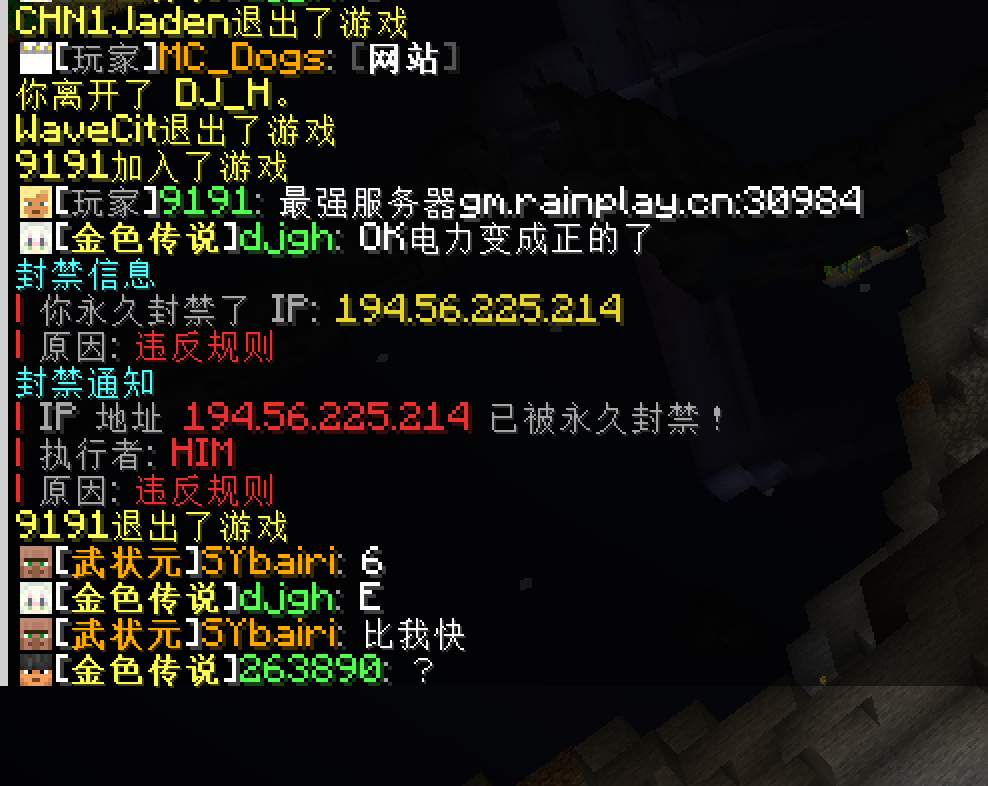 CHN1Jaden退出了游戏
[玩家]MC_Dogs: [网站]
你离开了 DJ_H。
WaveCit退出了游戏
9191加入了游戏
[玩家]9191: 最强服务器gm.rainplay.cn:30984
[金色传说]djgh: OK电力变成正的了
封禁信息
你永久封禁了 IP: 194.56.225.214
原因: 违反规则
封禁通知
IP 地址 194.56.225.214 已被永久封禁!
执行者: HIM
原因: 违反规则
9191退出了游戏
[武状元]SYbairi: 6
[金色传说]djgh: E
[武状元]SYbairi: 比我快
[金色传说]263890: ?